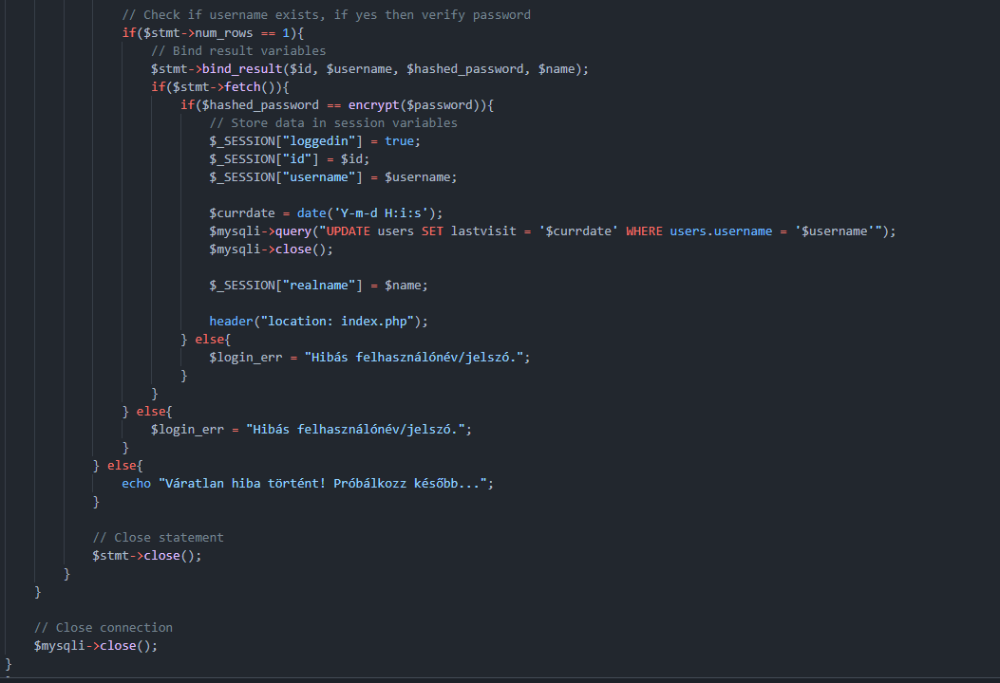 // Check if username exists, if yes then verify password
if($stmt->num_rows == 1){
// Bind result variables
$stmt->bind_result($id, $username, $hashed_password, $name);
if($stmt->fetch()){
if($hashed_password == encrypt($password)){
// Store data in session variables
$_SESSION["loggedin"] = true;
$_SESSION["id"] = $id;
$_SESSION["username"] = $username;
$currdate = date('Y-m-d H:i:s');
$mysqli->query("UPDATE users SET lastvisit = '$currdate' WHERE users.username = '$username'");
$mysqli->close();
$_SESSION["realname"] = $name;
header("location: index.php");
} else{
$login_err = "Hibás felhasználónév/jelszó.";
}
}
} else{
$login_err = "Hibás felhasználónév/jelszó.";
}
} else{
echo "Váratlan hiba történt! Próbálkozz később...";
}
// Close statement
$stmt->close();
}
}
// Close connection
$mysqli->close();
}